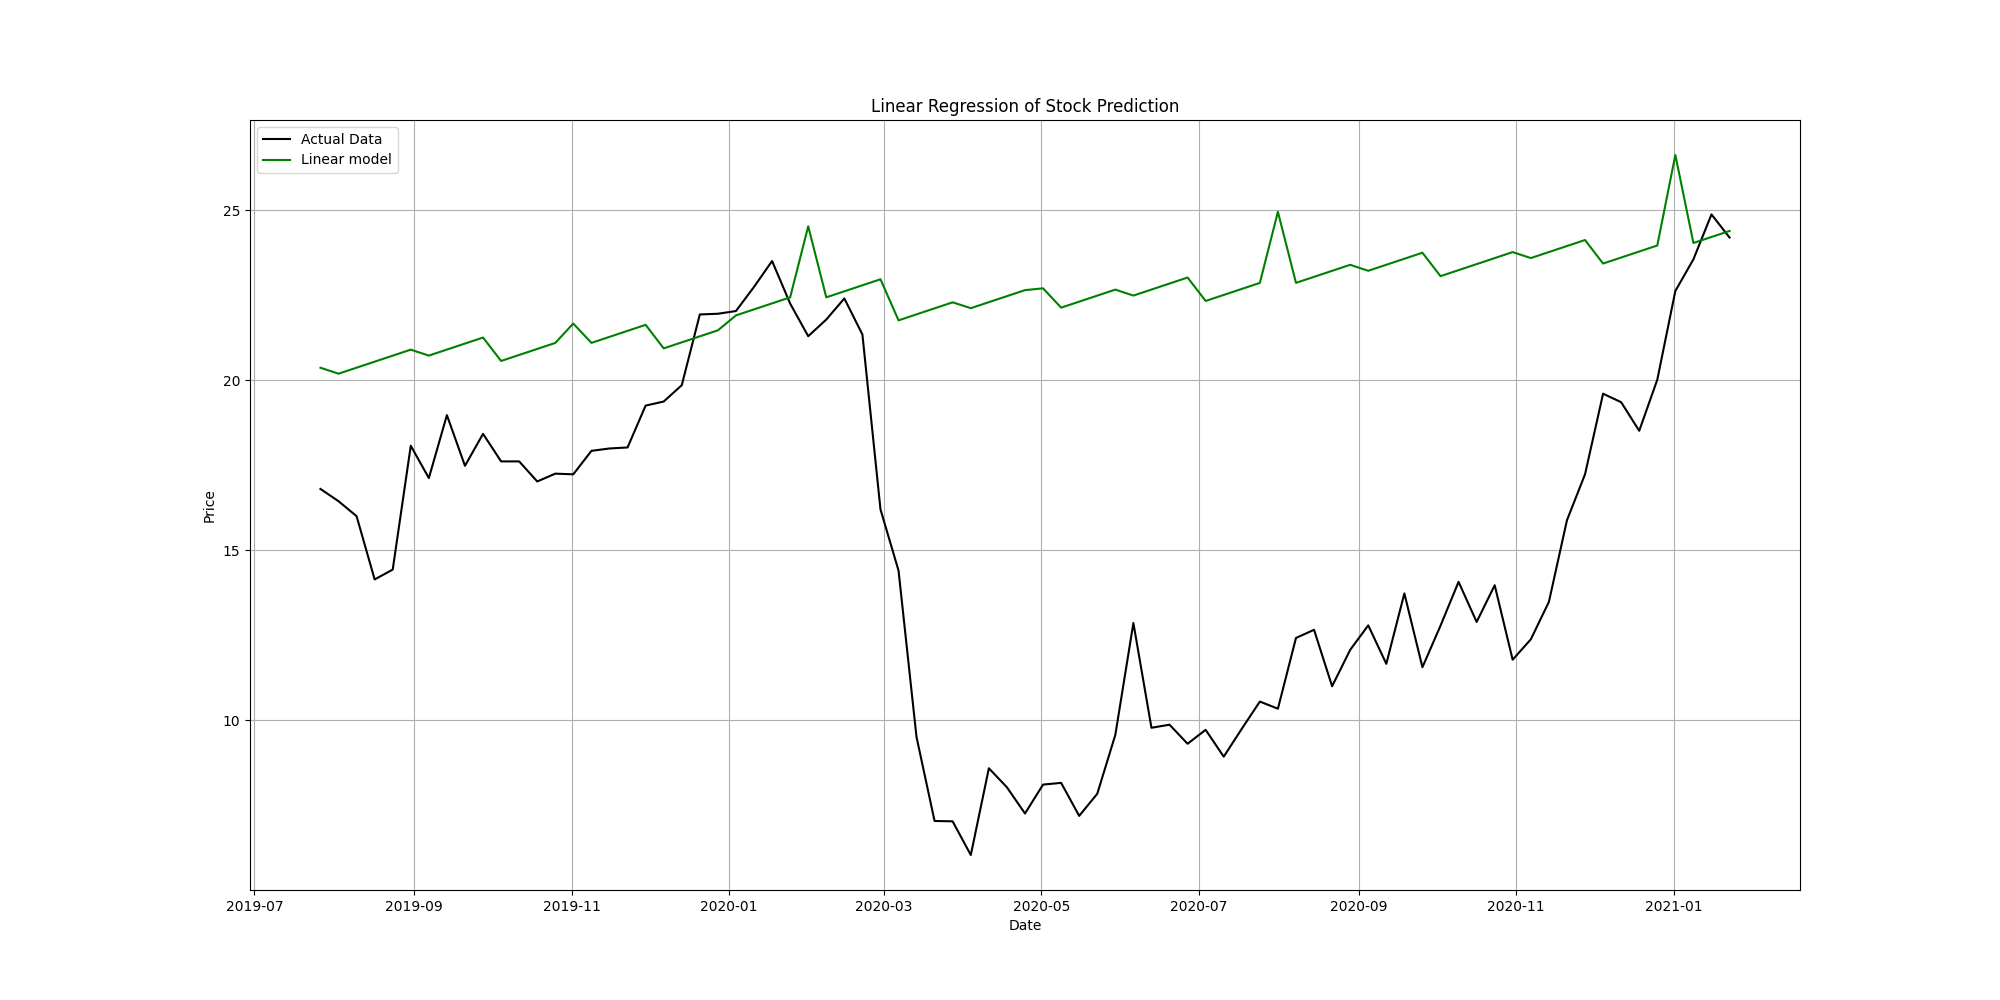 Linear Regression of Stock Prediction
Actual Data
Linear model
25
20
15
10
Price
2019-07 2019-09 2019-11 2020-01 2020-03 2020-05 2020-07 2020-09 2020-11 2021-01
Date